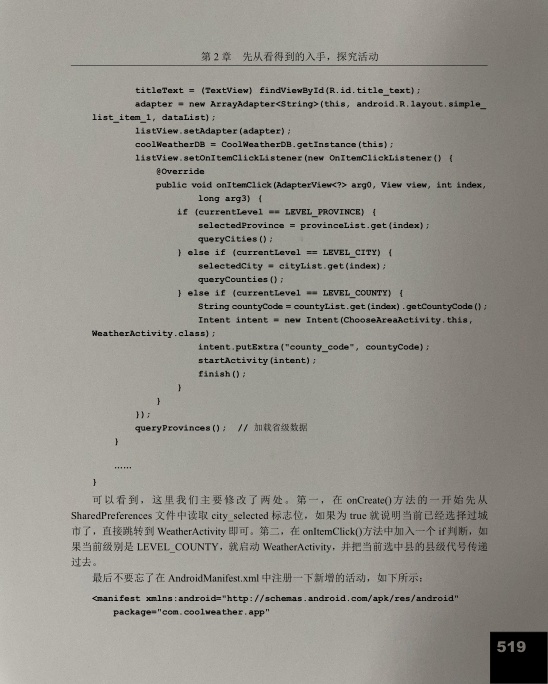 第 2 章 先从看得到的入手，探究活动
titleText = (TextView) findViewById(R.id.title_text);
adapter = new ArrayAdapter<String>(this, android.R.layout.simple_
list_item_1, dataList);
listView.setAdapter(adapter);
coolWeatherDB = CoolWeatherDB.getInstance(this);
listView.setOnItemClickListener(new OnItemClickListener() {
@Override
public void onItemClick(AdapterView<?> arg0, View view, int index,
long arg3) {
if (currentLevel == LEVEL_PROVINCE) {
selectedProvince = provinceList.get(index);
queryCities();
} else if (currentLevel == LEVEL_CITY) {
selectedCity = cityList.get(index);
queryCounties();
} else if (currentLevel == LEVEL_COUNTY) {
String countyCode = countyList.get(index).getCountyCode();
Intent intent = new Intent(ChooseAreaActivity.this,
WeatherActivity.class);
intent.putExtra("county_code", countyCode);
startActivity(intent);
finish();
}
}
});
queryProvinces(); // 加载省级数据
}
……
}
可以看到，这里我们主要修改了两处。第一，在 onCreate()方法的一开始先从
SharedPreferences 文件中读取 city_selected 标志位，如果为 true 就说明当前已经选择过城
市了，直接跳转到 WeatherActivity 即可。第二，在 onItemClick()方法中加入一个 if 判断，如
果当前级别是 LEVEL_COUNTY，就启动 WeatherActivity，并把当前选中县的县级代号传递
过去。
最后不要忘了在 AndroidManifest.xml 中注册一下新增的活动，如下所示：
<manifest xmlns:android="http://schemas.android.com/apk/res/android"
package="com.coolweather.app"
519